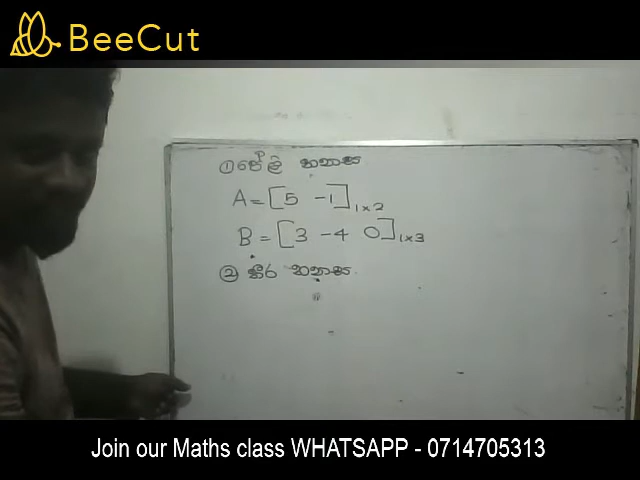 BeeCut
① පේළි න්‍යාස
A = [5 -1]1×2
B = [3 -4 0]1×3
② තීර න්‍යාස
Join our Maths class WHATSAPP - 0714705313